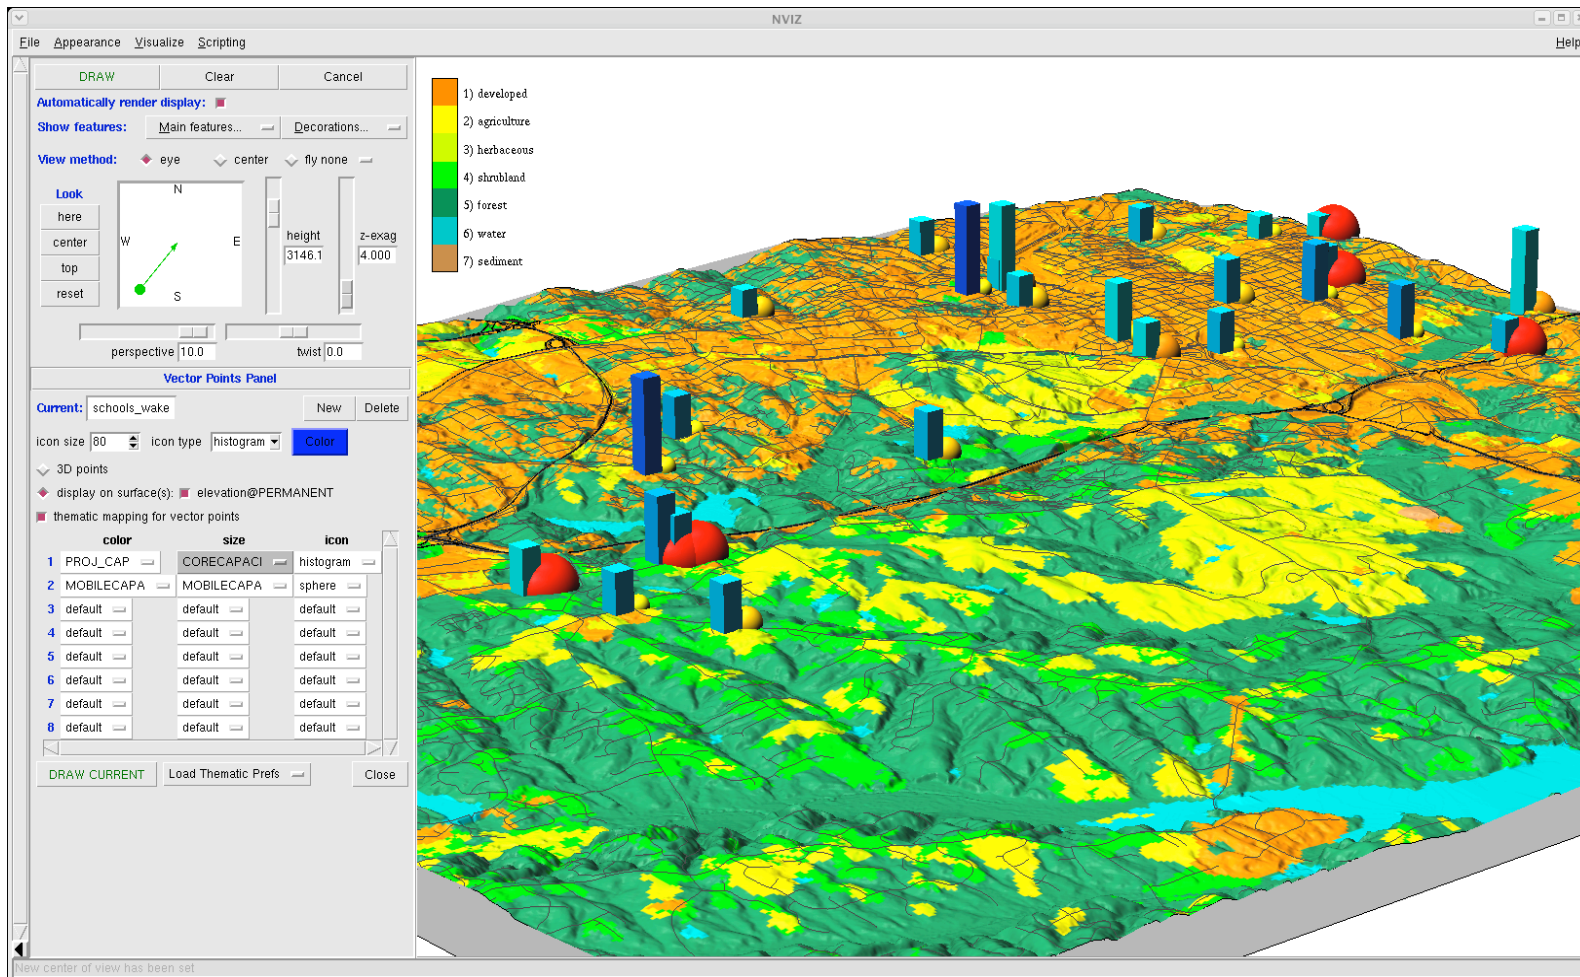 NVIZ
File Appearance Visualize Scripting Help
DRAW Clear Cancel
Automatically render display:
Show features: Main features... Decorations...
View method: eye center fly none
Look
here
center
top
reset
N
W E
S
height
3146.1
z-exag
4.000
perspective 10.0 twist 0.0
Vector Points Panel
Current: schools_wake New Delete
icon size 80 icon type histogram Color
3D points
display on surface(s): elevation@PERMANENT
thematic mapping for vector points
color size icon
1 PROJ_CAP CORECAPACI histogram
2 MOBILECAPA MOBILECAPA sphere
3 default default default
4 default default default
5 default default default
6 default default default
7 default default default
8 default default default
DRAW CURRENT Load Thematic Prefs Close
New center of view has been set
1) developed
2) agriculture
3) herbaceous
4) shrubland
5) forest
6) water
7) sediment